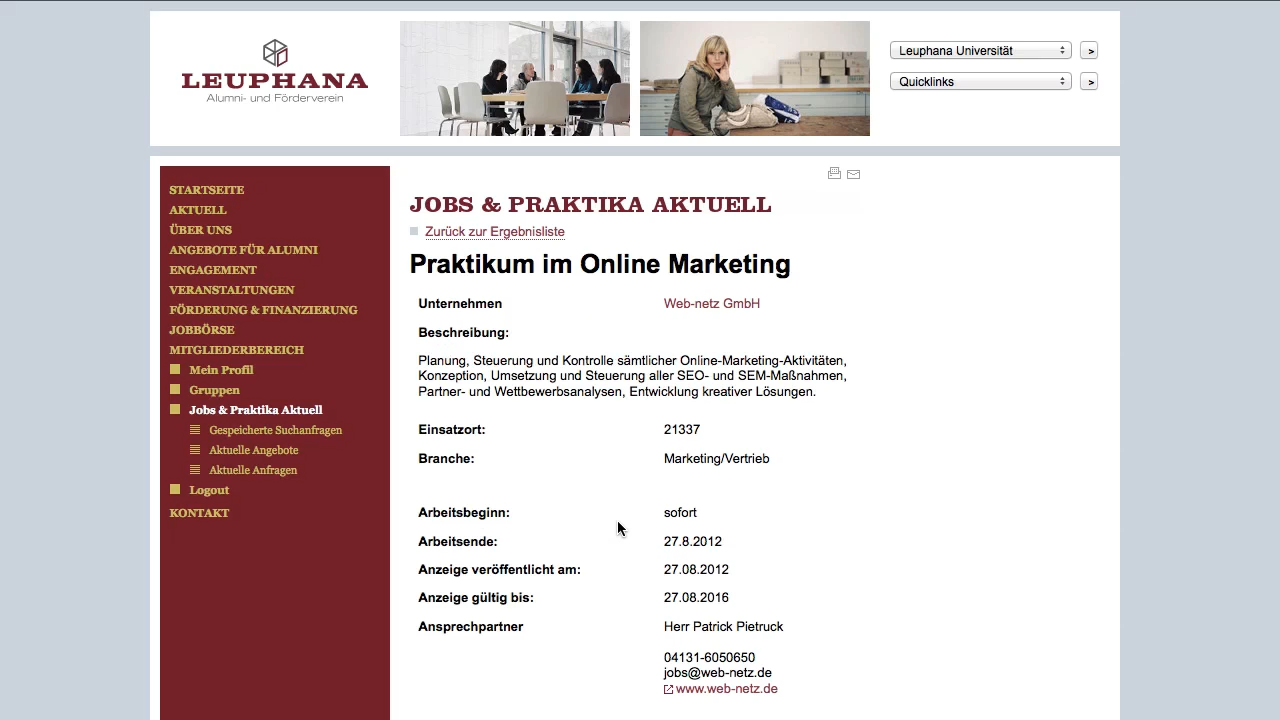 LEUPHANA
Alumni- und Förderverein
Leuphana Universität
>
Quicklinks
>
STARTSEITE
AKTUELL
ÜBER UNS
ANGEBOTE FÜR ALUMNI
ENGAGEMENT
VERANSTALTUNGEN
FÖRDERUNG & FINANZIERUNG
JOBBÖRSE
MITGLIEDERBEREICH
Mein Profil
Gruppen
Jobs & Praktika Aktuell
Gespeicherte Suchanfragen
Aktuelle Angebote
Aktuelle Anfragen
Logout
KONTAKT
JOBS & PRAKTIKA AKTUELL
Zurück zur Ergebnisliste
Praktikum im Online Marketing
Unternehmen Web-netz GmbH
Beschreibung:
Planung, Steuerung und Kontrolle sämtlicher Online-Marketing-Aktivitäten,
Konzeption, Umsetzung und Steuerung aller SEO- und SEM-Maßnahmen,
Partner- und Wettbewerbsanalysen, Entwicklung kreativer Lösungen.
Einsatzort: 21337
Branche: Marketing/Vertrieb
Arbeitsbeginn: sofort
Arbeitsende: 27.8.2012
Anzeige veröffentlicht am: 27.08.2012
Anzeige gültig bis: 27.08.2016
Ansprechpartner Herr Patrick Pietruck
04131-6050650
jobs@web-netz.de
www.web-netz.de